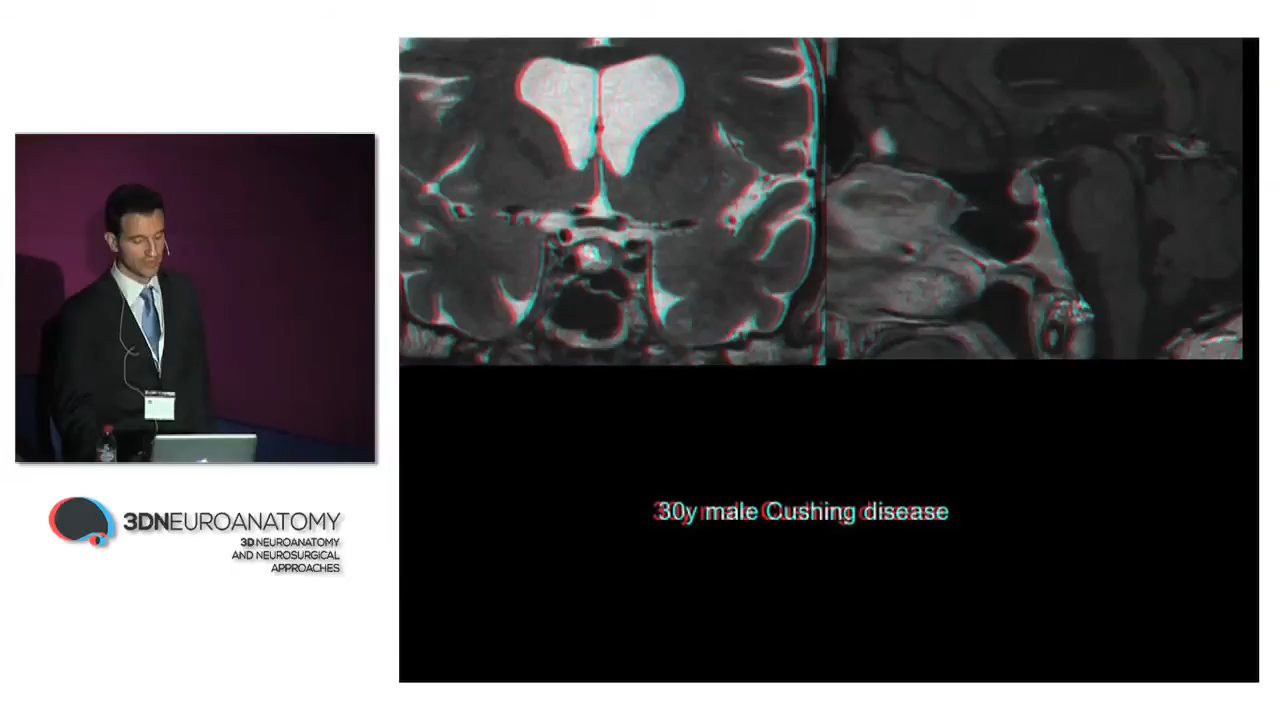 3DNEUROANATOMY
3D NEUROANATOMY
AND NEUROSURGICAL
APPROACHES
30y male Cushing disease